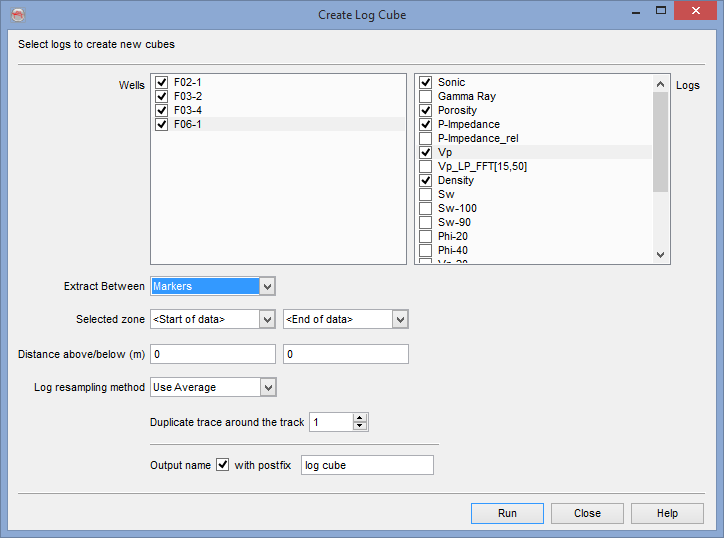 Create Log Cube
Select logs to create new cubes
Wells
F02-1
F03-2
F03-4
F06-1
Logs
Sonic
Gamma Ray
Porosity
P-Impedance
P-Impedance_rel
Vp
Vp_LP_FFT[15,50]
Density
Sw
Sw-100
Sw-90
Phi-20
Phi-40
Extract Between Markers
Selected zone <Start of data> <End of data>
Distance above/below (m) 0 0
Log resampling method Use Average
Duplicate trace around the track 1
Output name with postfix log cube
Run Close Help